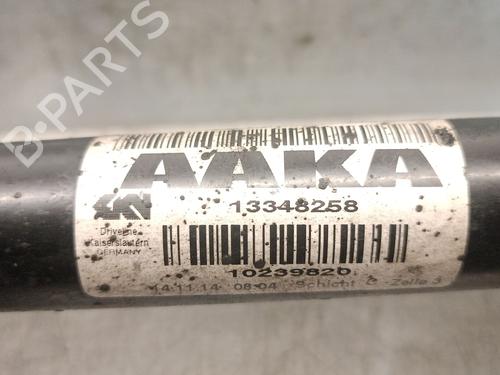 B-PARTS
AAKA
13348258
Driveline
Kaiserslautern
GERMANY
10239820
14.11.14 08:04 Schicht C Zelle 3